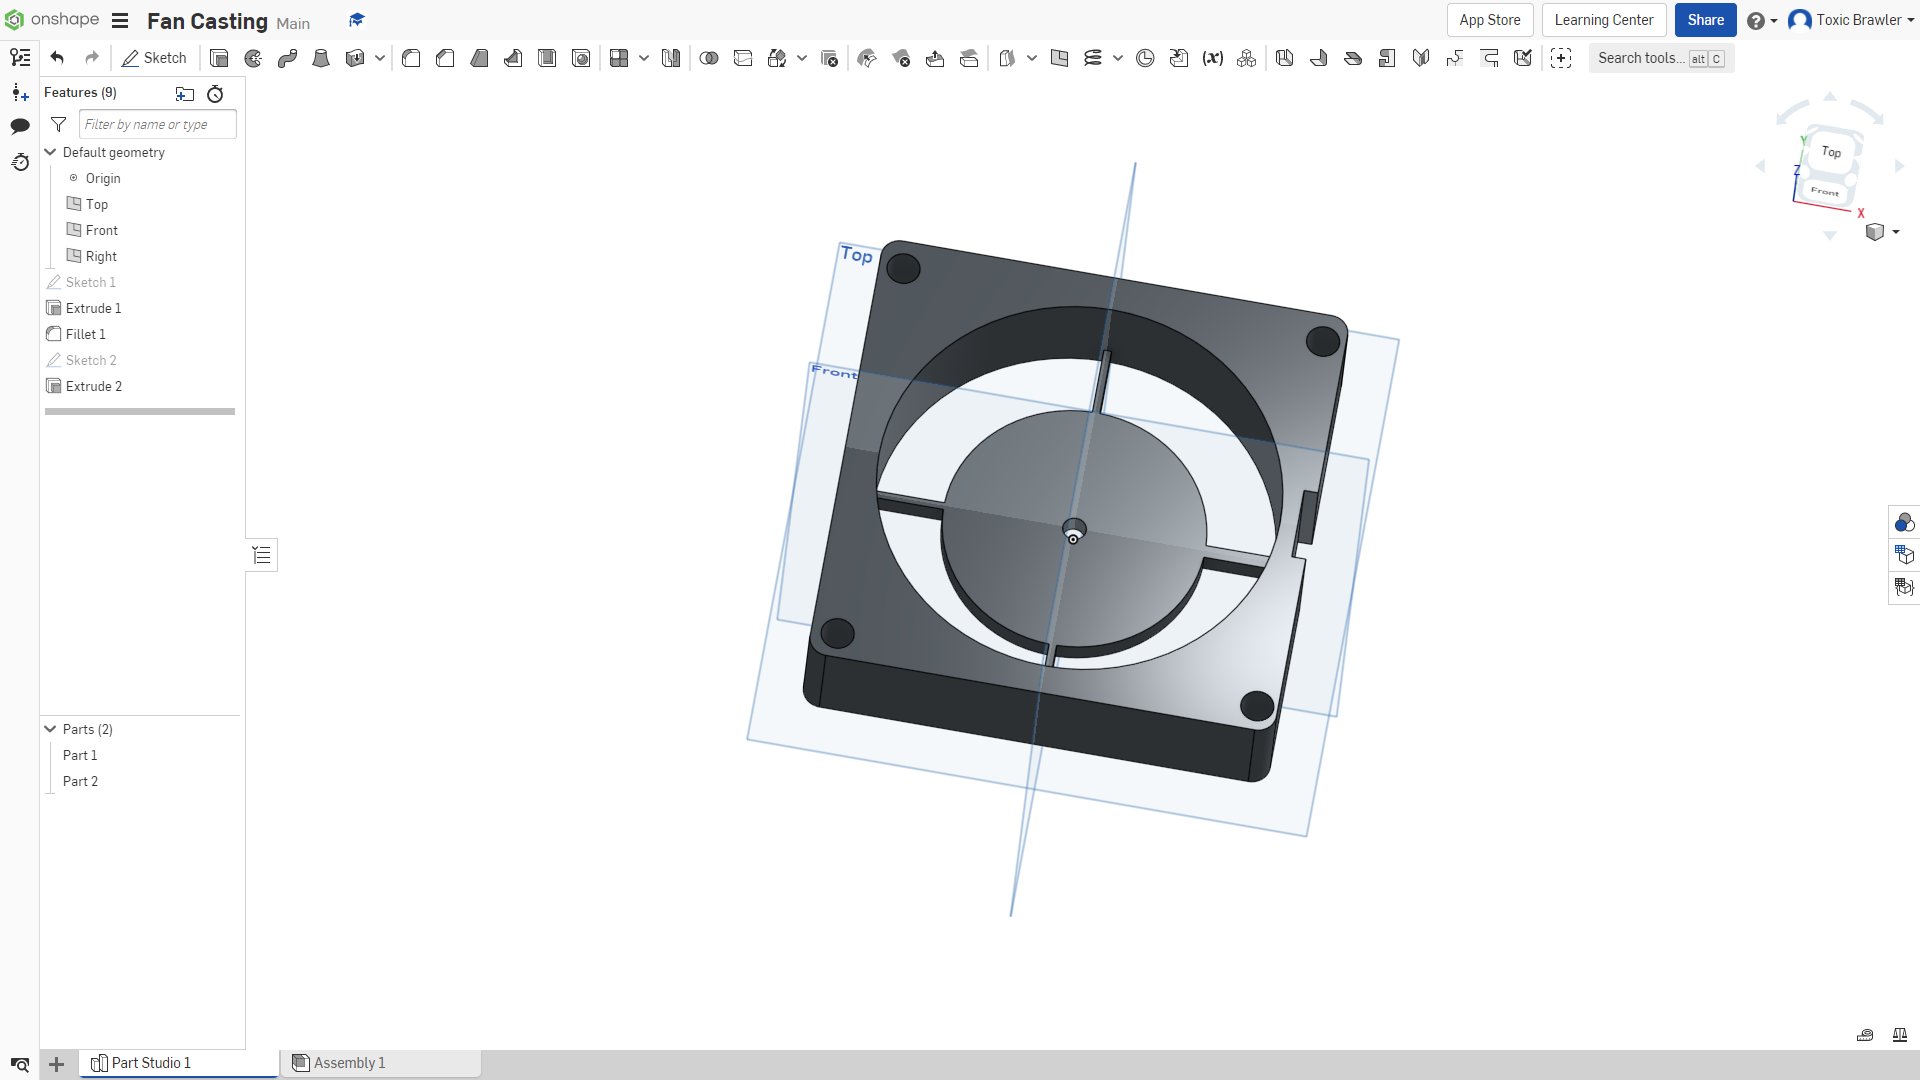 onshape
Fan Casting Main
App Store
Learning Center
Share
Toxic Brawler
Sketch
Search tools... alt C
Features (9)
Filter by name or type
Default geometry
Origin
Top
Front
Right
Sketch 1
Extrude 1
Fillet 1
Sketch 2
Extrude 2
Parts (2)
Part 1
Part 2
Top
Front
Y
Top
Z
Front
X
Part Studio 1
Assembly 1